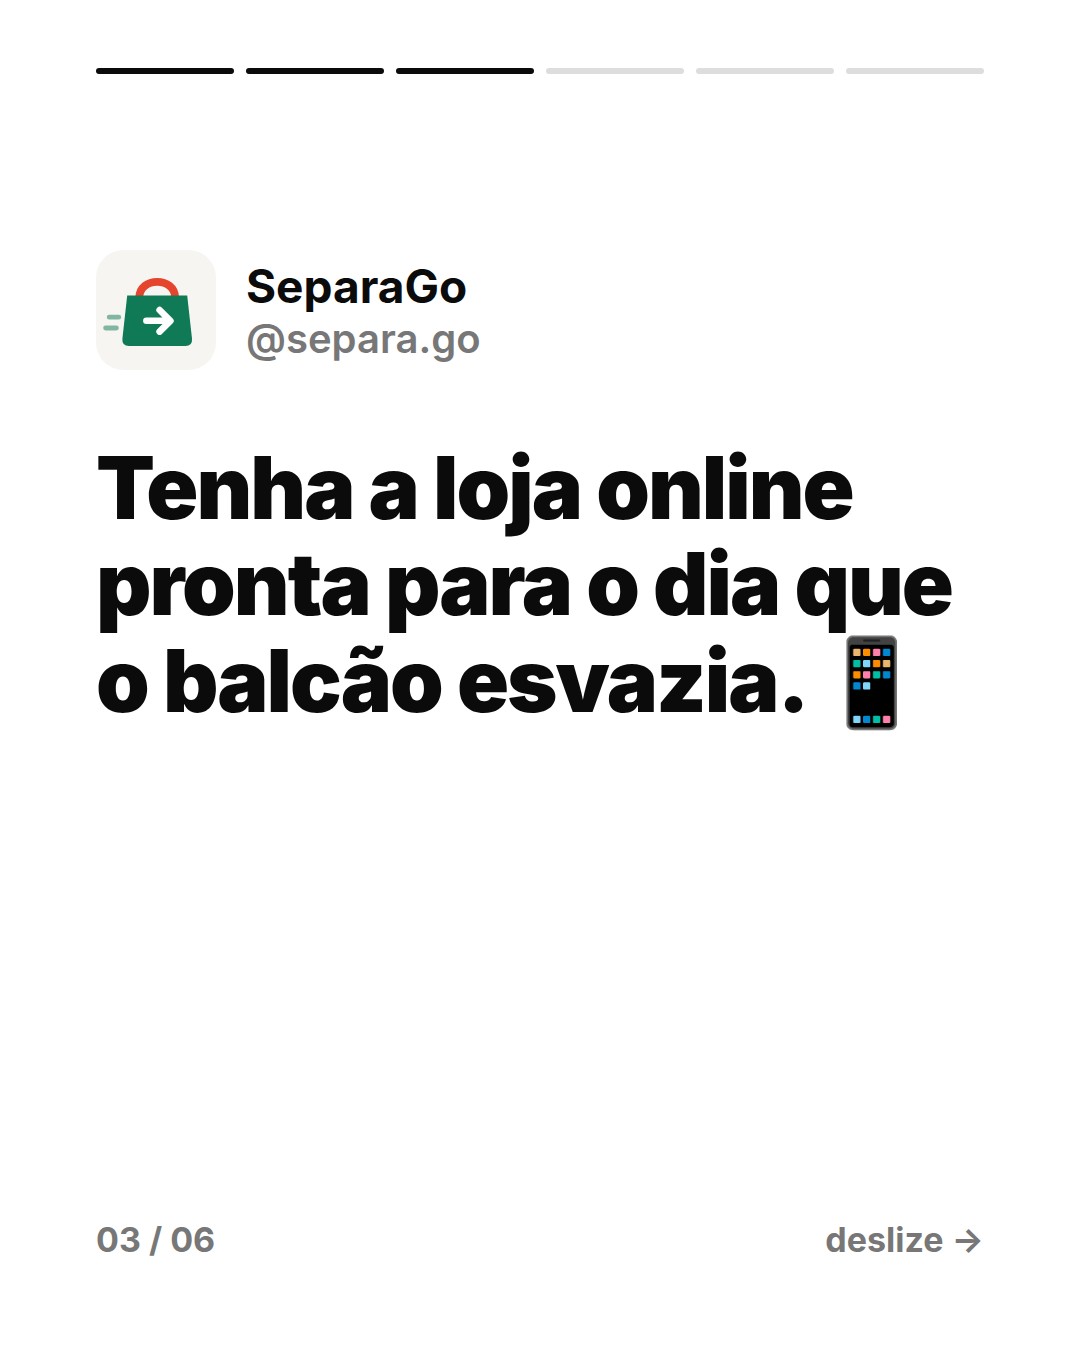 SeparaGo
@separa.go
Tenha a loja online
pronta para o dia que
o balcão esvazia. 📱
03 / 06
deslize →